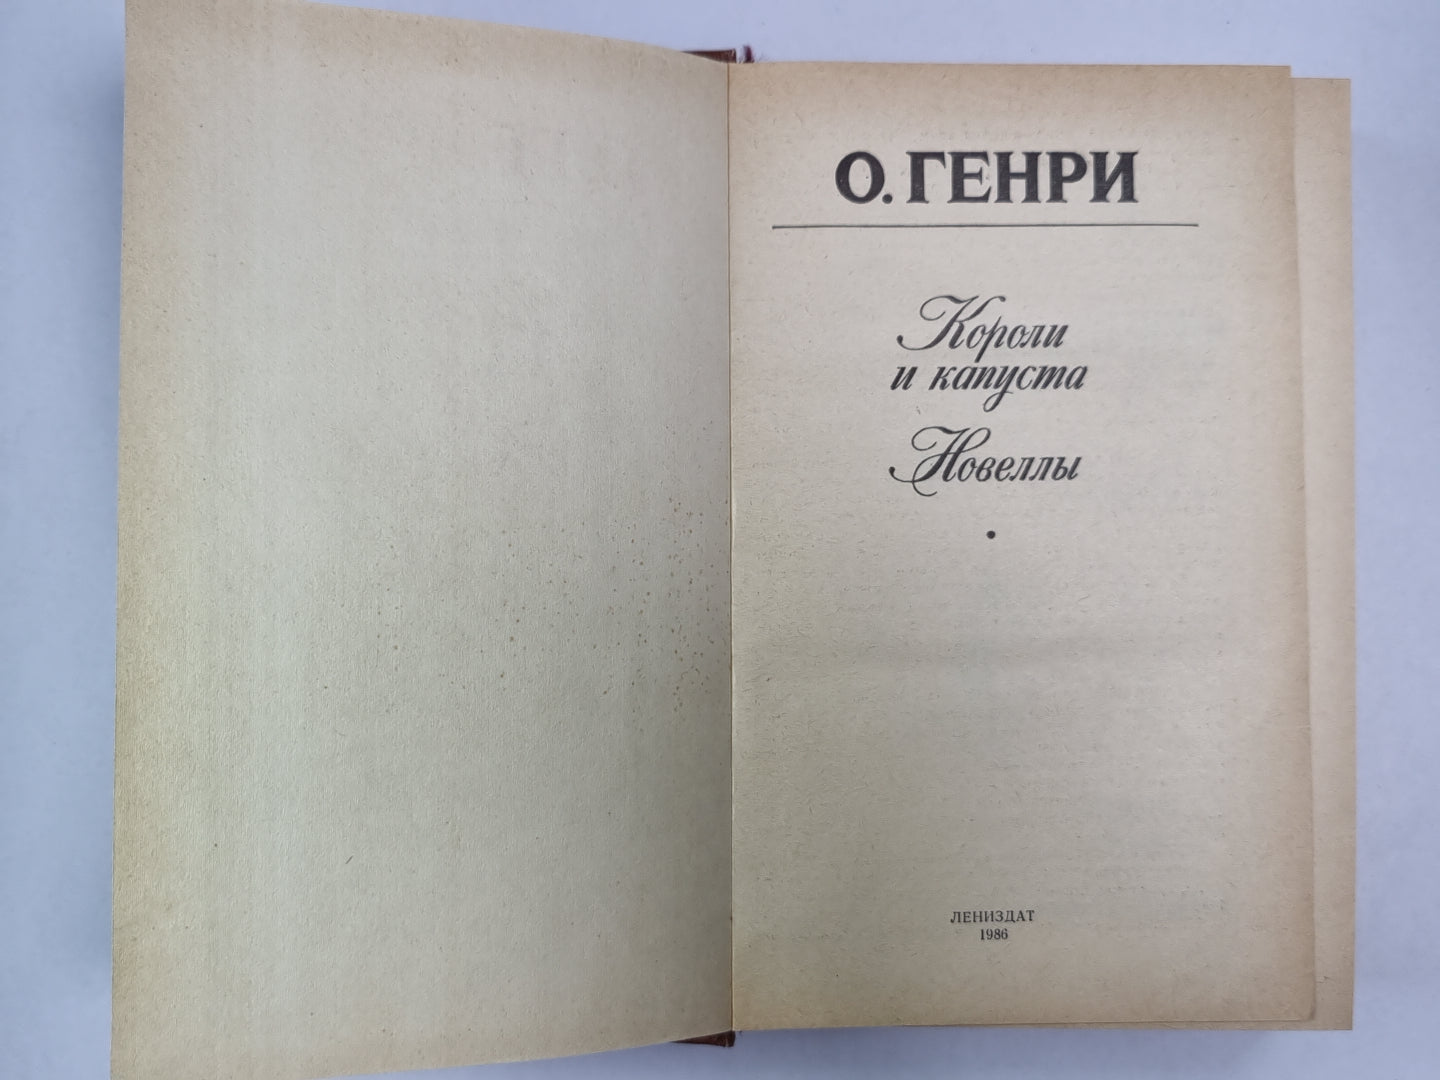 О. ГЕНРИ
Короли
и капуста
Новеллы
ЛЕНИЗДАТ
1986